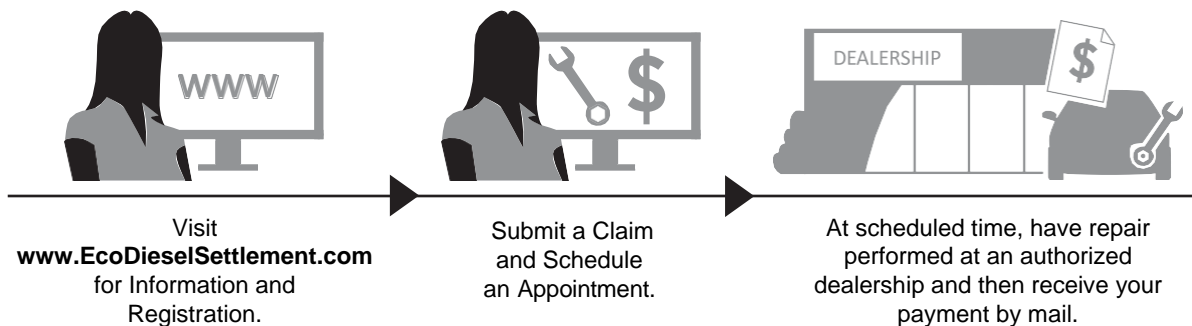 WWW
$
DEALERSHIP
$
Visit
www.EcoDieselSettlement.com
for Information and
Registration.
Submit a Claim
and Schedule
an Appointment.
At scheduled time, have repair
performed at an authorized
dealership and then receive your
payment by mail.